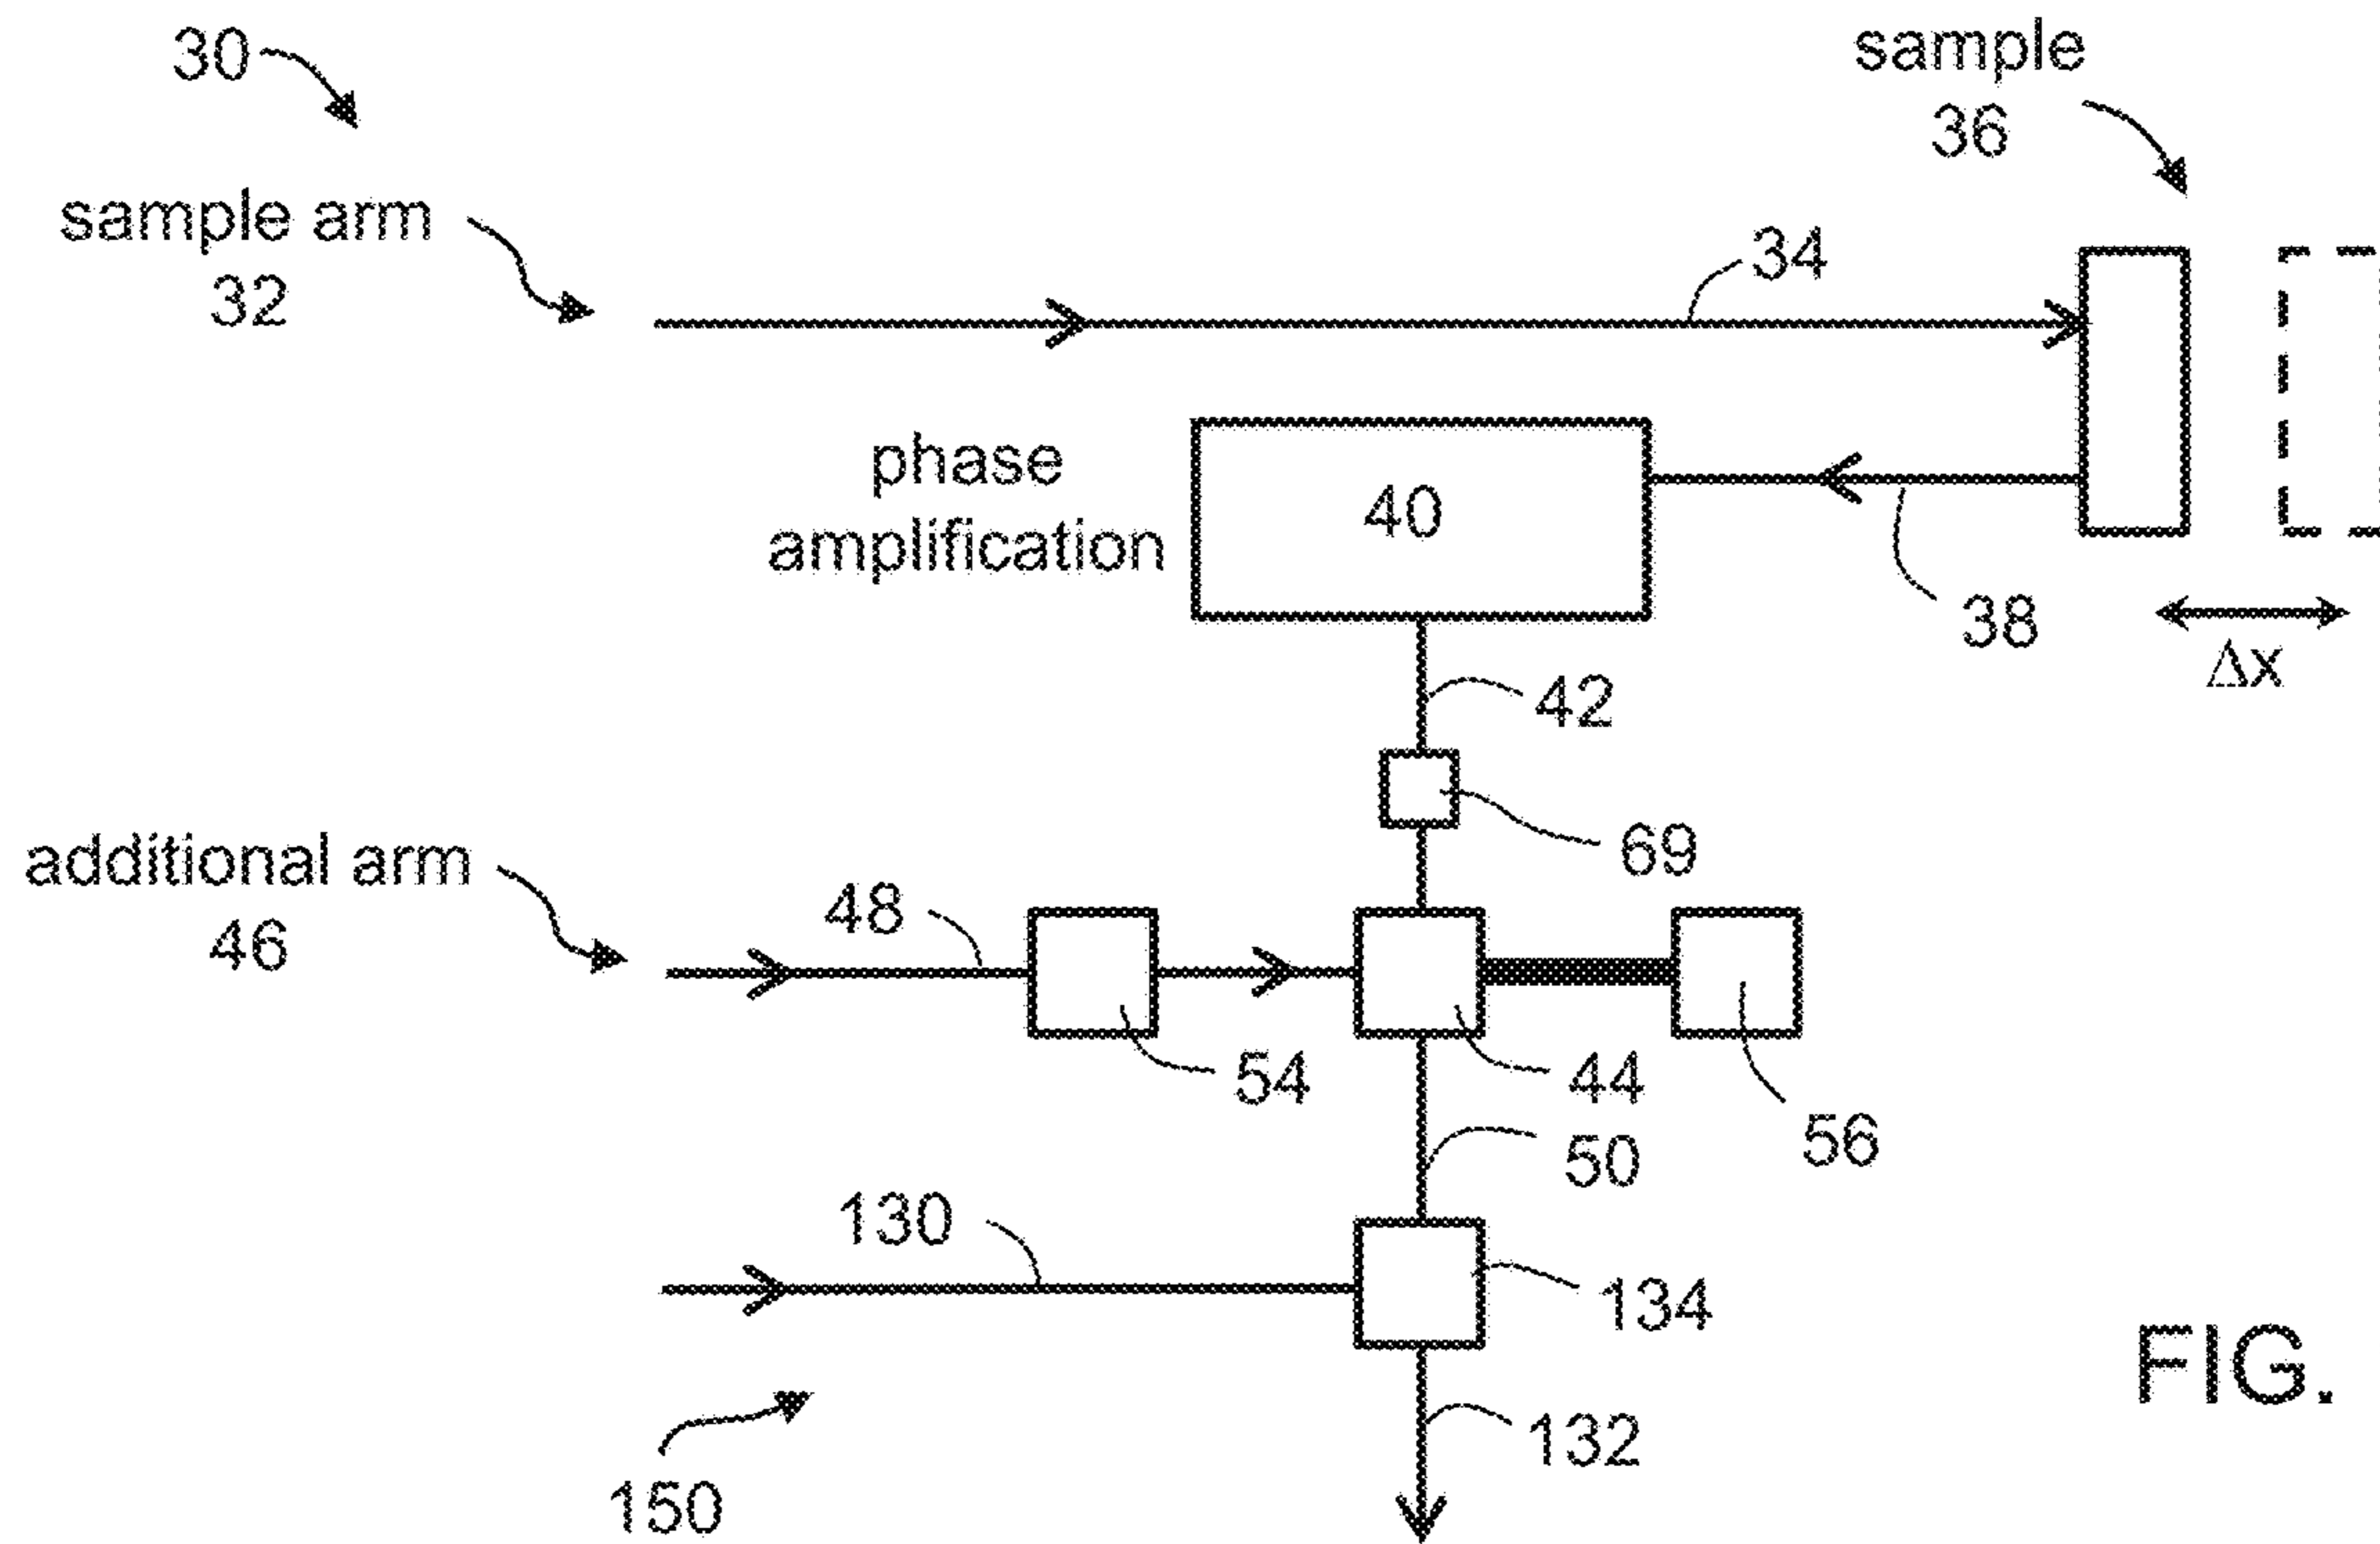 30
sample
36
sample arm
32
34
phase
amplification
40
38
Δx
42
69
additional arm
46
48
54
44
56
50
130
134
132
150
FIG.